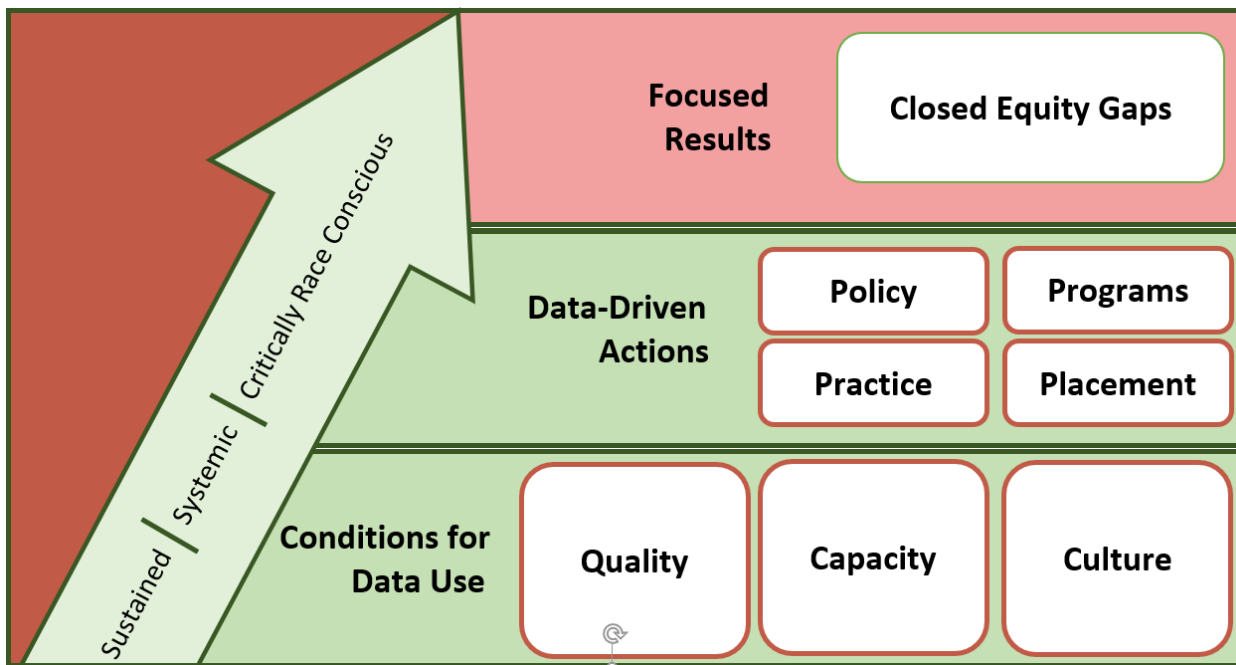 Focused
Results
Closed Equity Gaps
Data-Driven
Actions
Policy
Programs
Practice
Placement
Conditions for
Data Use
Quality
Capacity
Culture
Sustained
Systemic
Critically Race Conscious